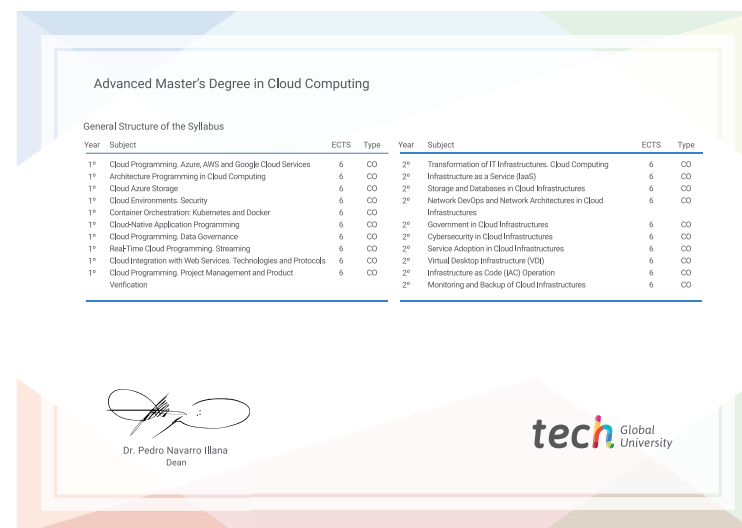 Advanced Master's Degree in Cloud Computing
General Structure of the Syllabus
Year Subject ECTS Type
1º Cloud Programming. Azure, AWS and Google Cloud Services 6 CO
1º Architecture Programming in Cloud Computing 6 CO
1º Cloud Azure Storage 6 CO
1º Cloud Environments. Security 6 CO
1º Container Orchestration: Kubernetes and Docker 6 CO
1º Cloud-Native Application Programming 6 CO
1º Cloud Programming. Data Governance 6 CO
1º Real-Time Cloud Programming. Streaming 6 CO
1º Cloud Integration with Web Services. Technologies and Protocols 6 CO
1º Cloud Programming. Project Management and Product 6 CO
Verification
Year Subject ECTS Type
2º Transformation of IT Infrastructures. Cloud Computing 6 CO
2º Infrastructure as a Service (IaaS) 6 CO
2º Storage and Databases in Cloud Infrastructures 6 CO
2º Network DevOps and Network Architectures in Cloud 6 CO
Infrastructures
2º Government in Cloud Infrastructures 6 CO
2º Cybersecurity in Cloud Infrastructures 6 CO
2º Service Adoption in Cloud Infrastructures 6 CO
2º Virtual Desktop Infrastructure (VDI) 6 CO
2º Infrastructure as Code (IAC) Operation 6 CO
2º Monitoring and Backup of Cloud Infrastructures 6 CO
Dr. Pedro Navarro Illana
Dean
tech Global
University